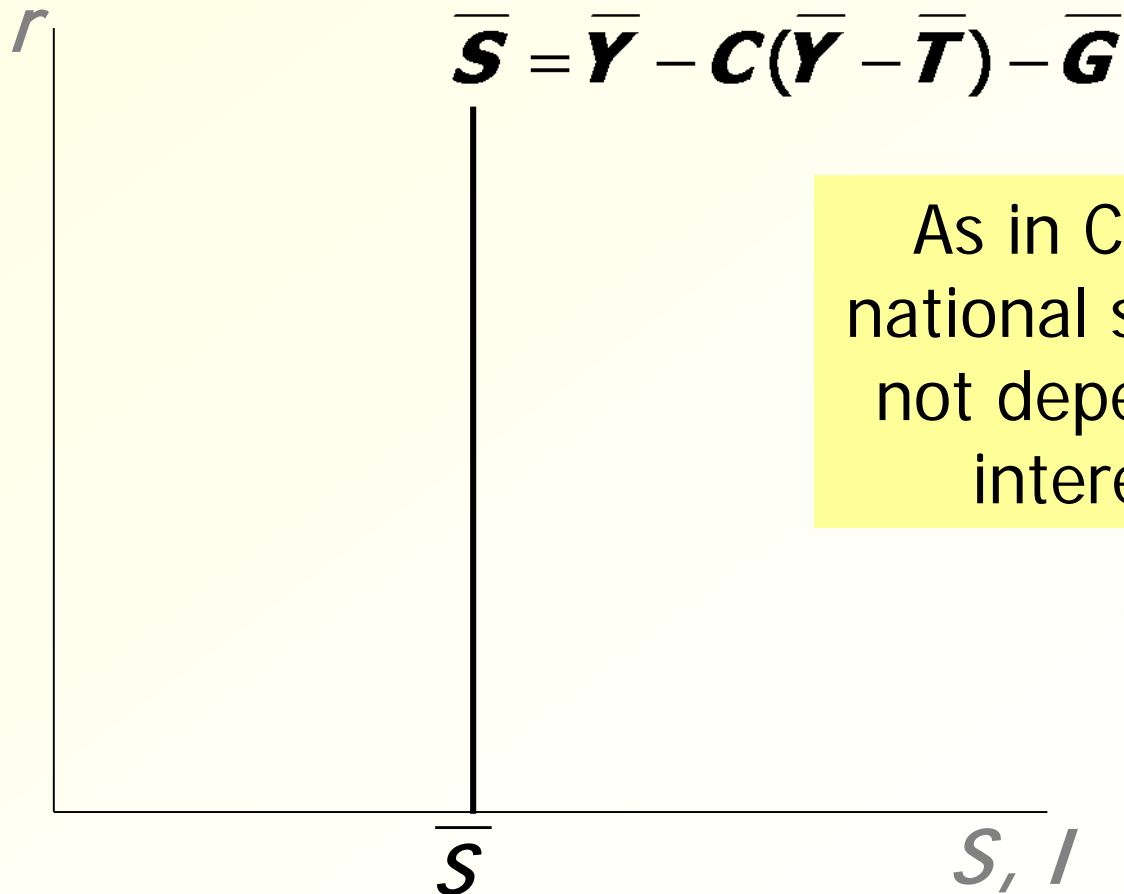 r
S̅ = Y̅ − C(Y̅ − T̅) − G̅
As in C
national s
not depe
intere
S̅
S, I